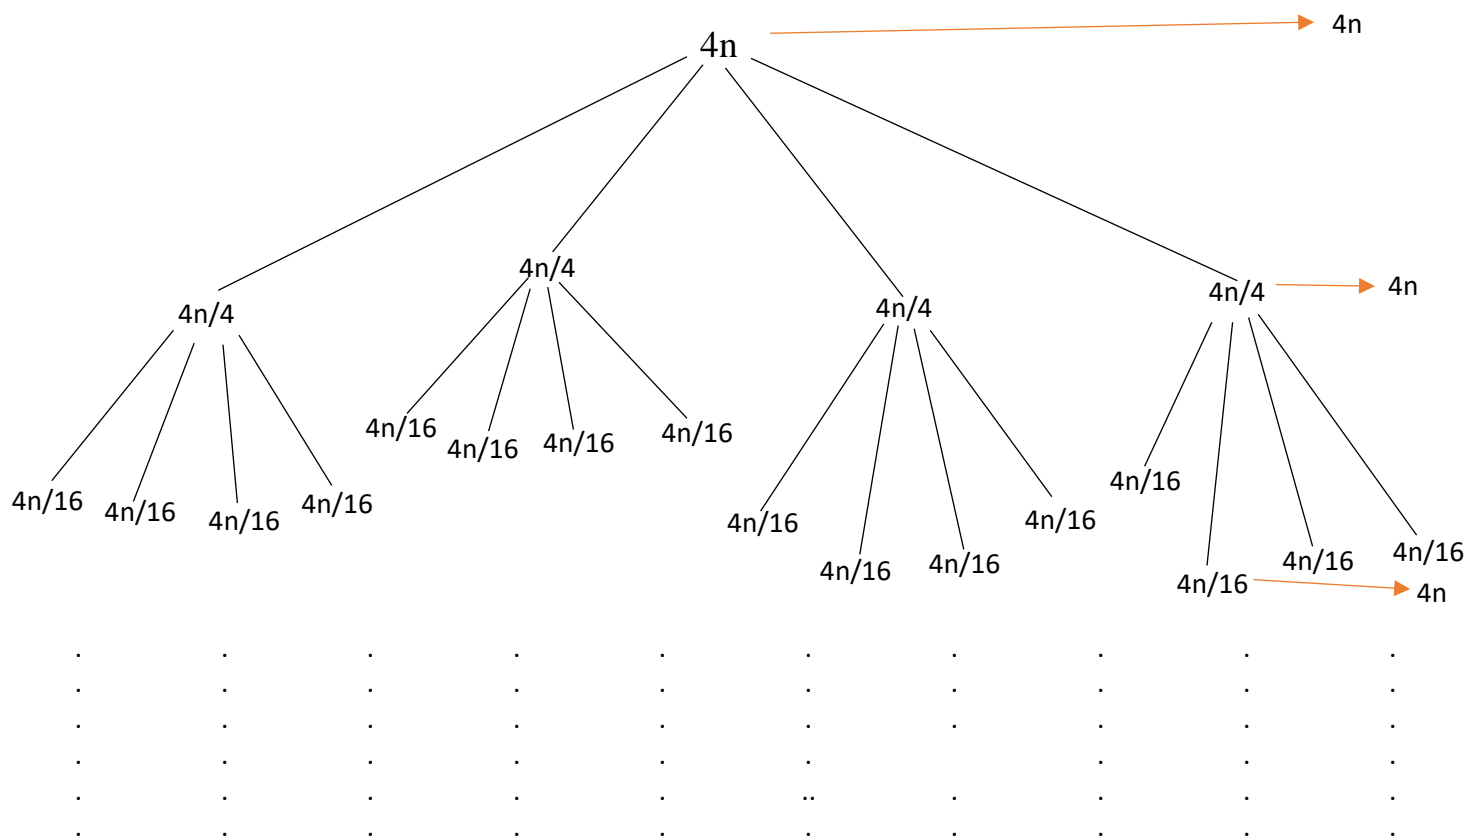 4n 4n
4n/4 4n/4 4n/4 4n/4 4n
4n/16 4n/16 4n/16 4n/16 4n/16 4n/16 4n/16 4n/16 4n/16 4n/16 4n/16 4n/16 4n/16 4n/16 4n/16 4n/16 4n
. . . . . . . . . .
. . . . . . . . . .
. . . . . . . . . .
. . . . . . . . .
. . . . . .. . . . .
. . . . . . . . . .